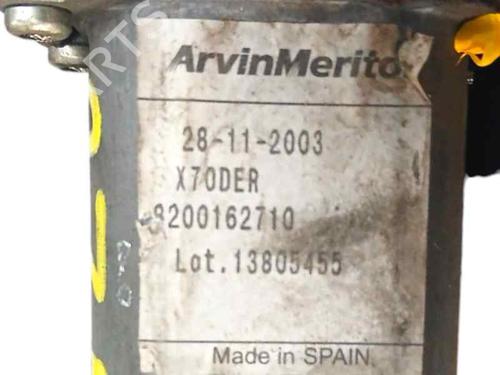 ArvinMerito
28-11-2003
X70DER
8200162710
Lot.13805455
Made in SPAIN